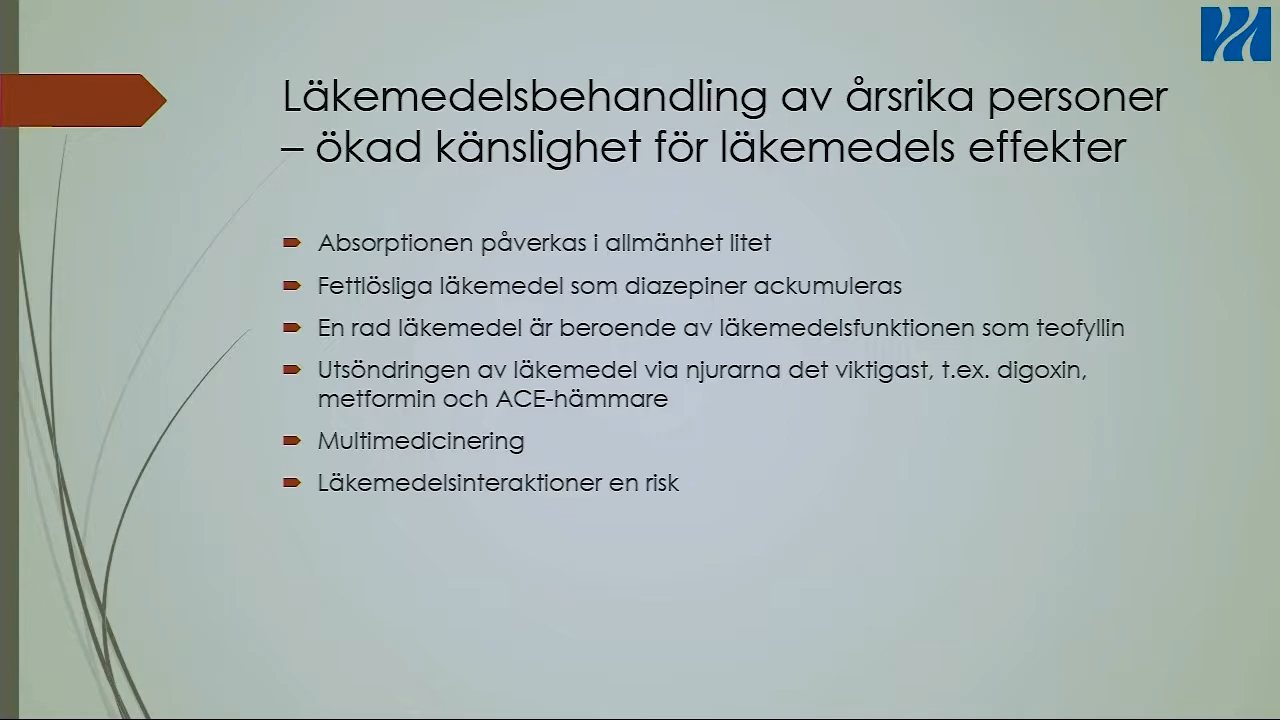 Läkemedelsbehandling av årsrika personer
– ökad känslighet för läkemedels effekter
Absorptionen påverkas i allmänhet litet
Fettlösliga läkemedel som diazepiner ackumuleras
En rad läkemedel är beroende av läkemedelsfunktionen som teofyllin
Utsöndringen av läkemedel via njurarna det viktigast, t.ex. digoxin,
metformin och ACE-hämmare
Multimedicinering
Läkemedelsinteraktioner en risk